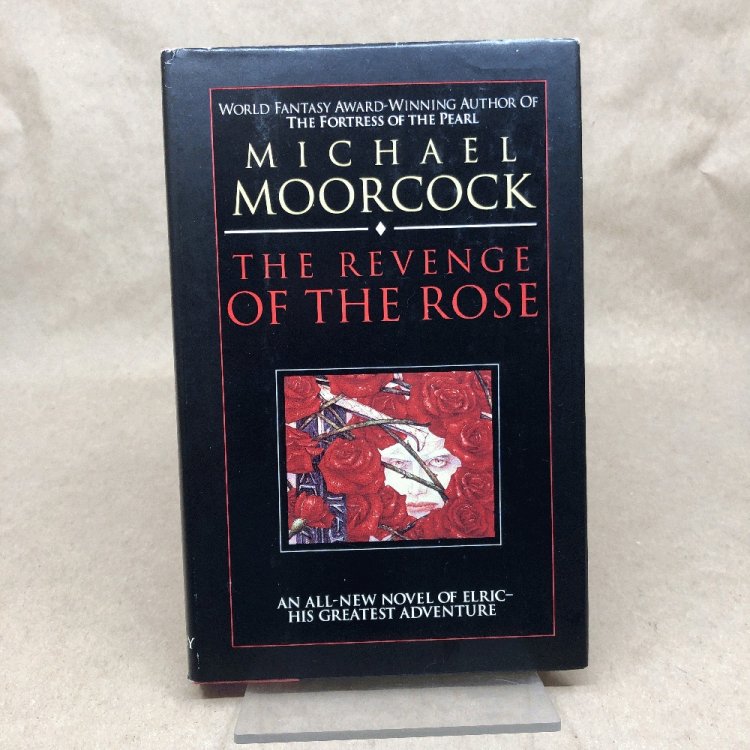 WORLD FANTASY AWARD-WINNING AUTHOR OF
THE FORTRESS OF THE PEARL
MICHAEL
MOORCOCK
THE REVENGE
OF THE ROSE
AN ALL-NEW NOVEL OF ELRIC–
HIS GREATEST ADVENTURE
Y